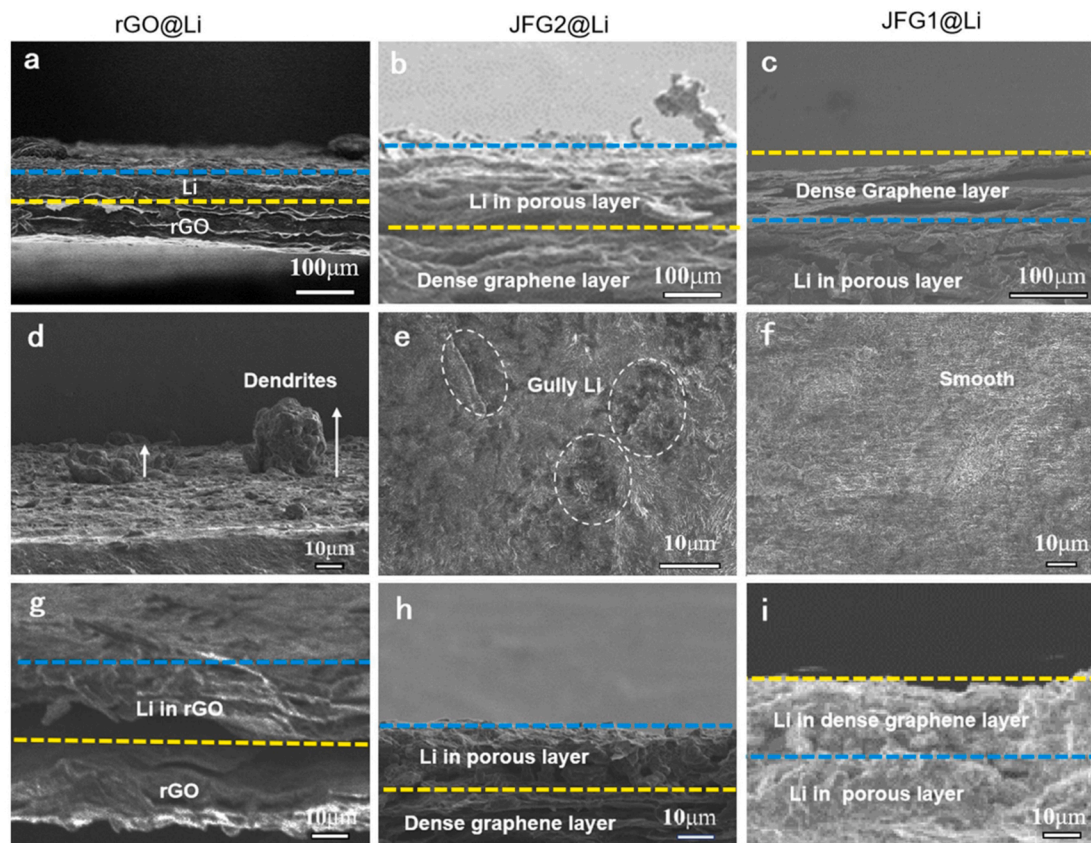 rGO@Li
JFG2@Li
JFG1@Li
a
Li
rGO
100μm
b
Li in porous layer
Dense graphene layer
100μm
c
Dense Graphene layer
Li in porous layer
100μm
d
Dendrites
10μm
e
Gully Li
10μm
f
Smooth
10μm
g
Li in rGO
rGO
10μm
h
Li in porous layer
Dense graphene layer
10μm
i
Li in dense graphene layer
Li in porous layer
10μm